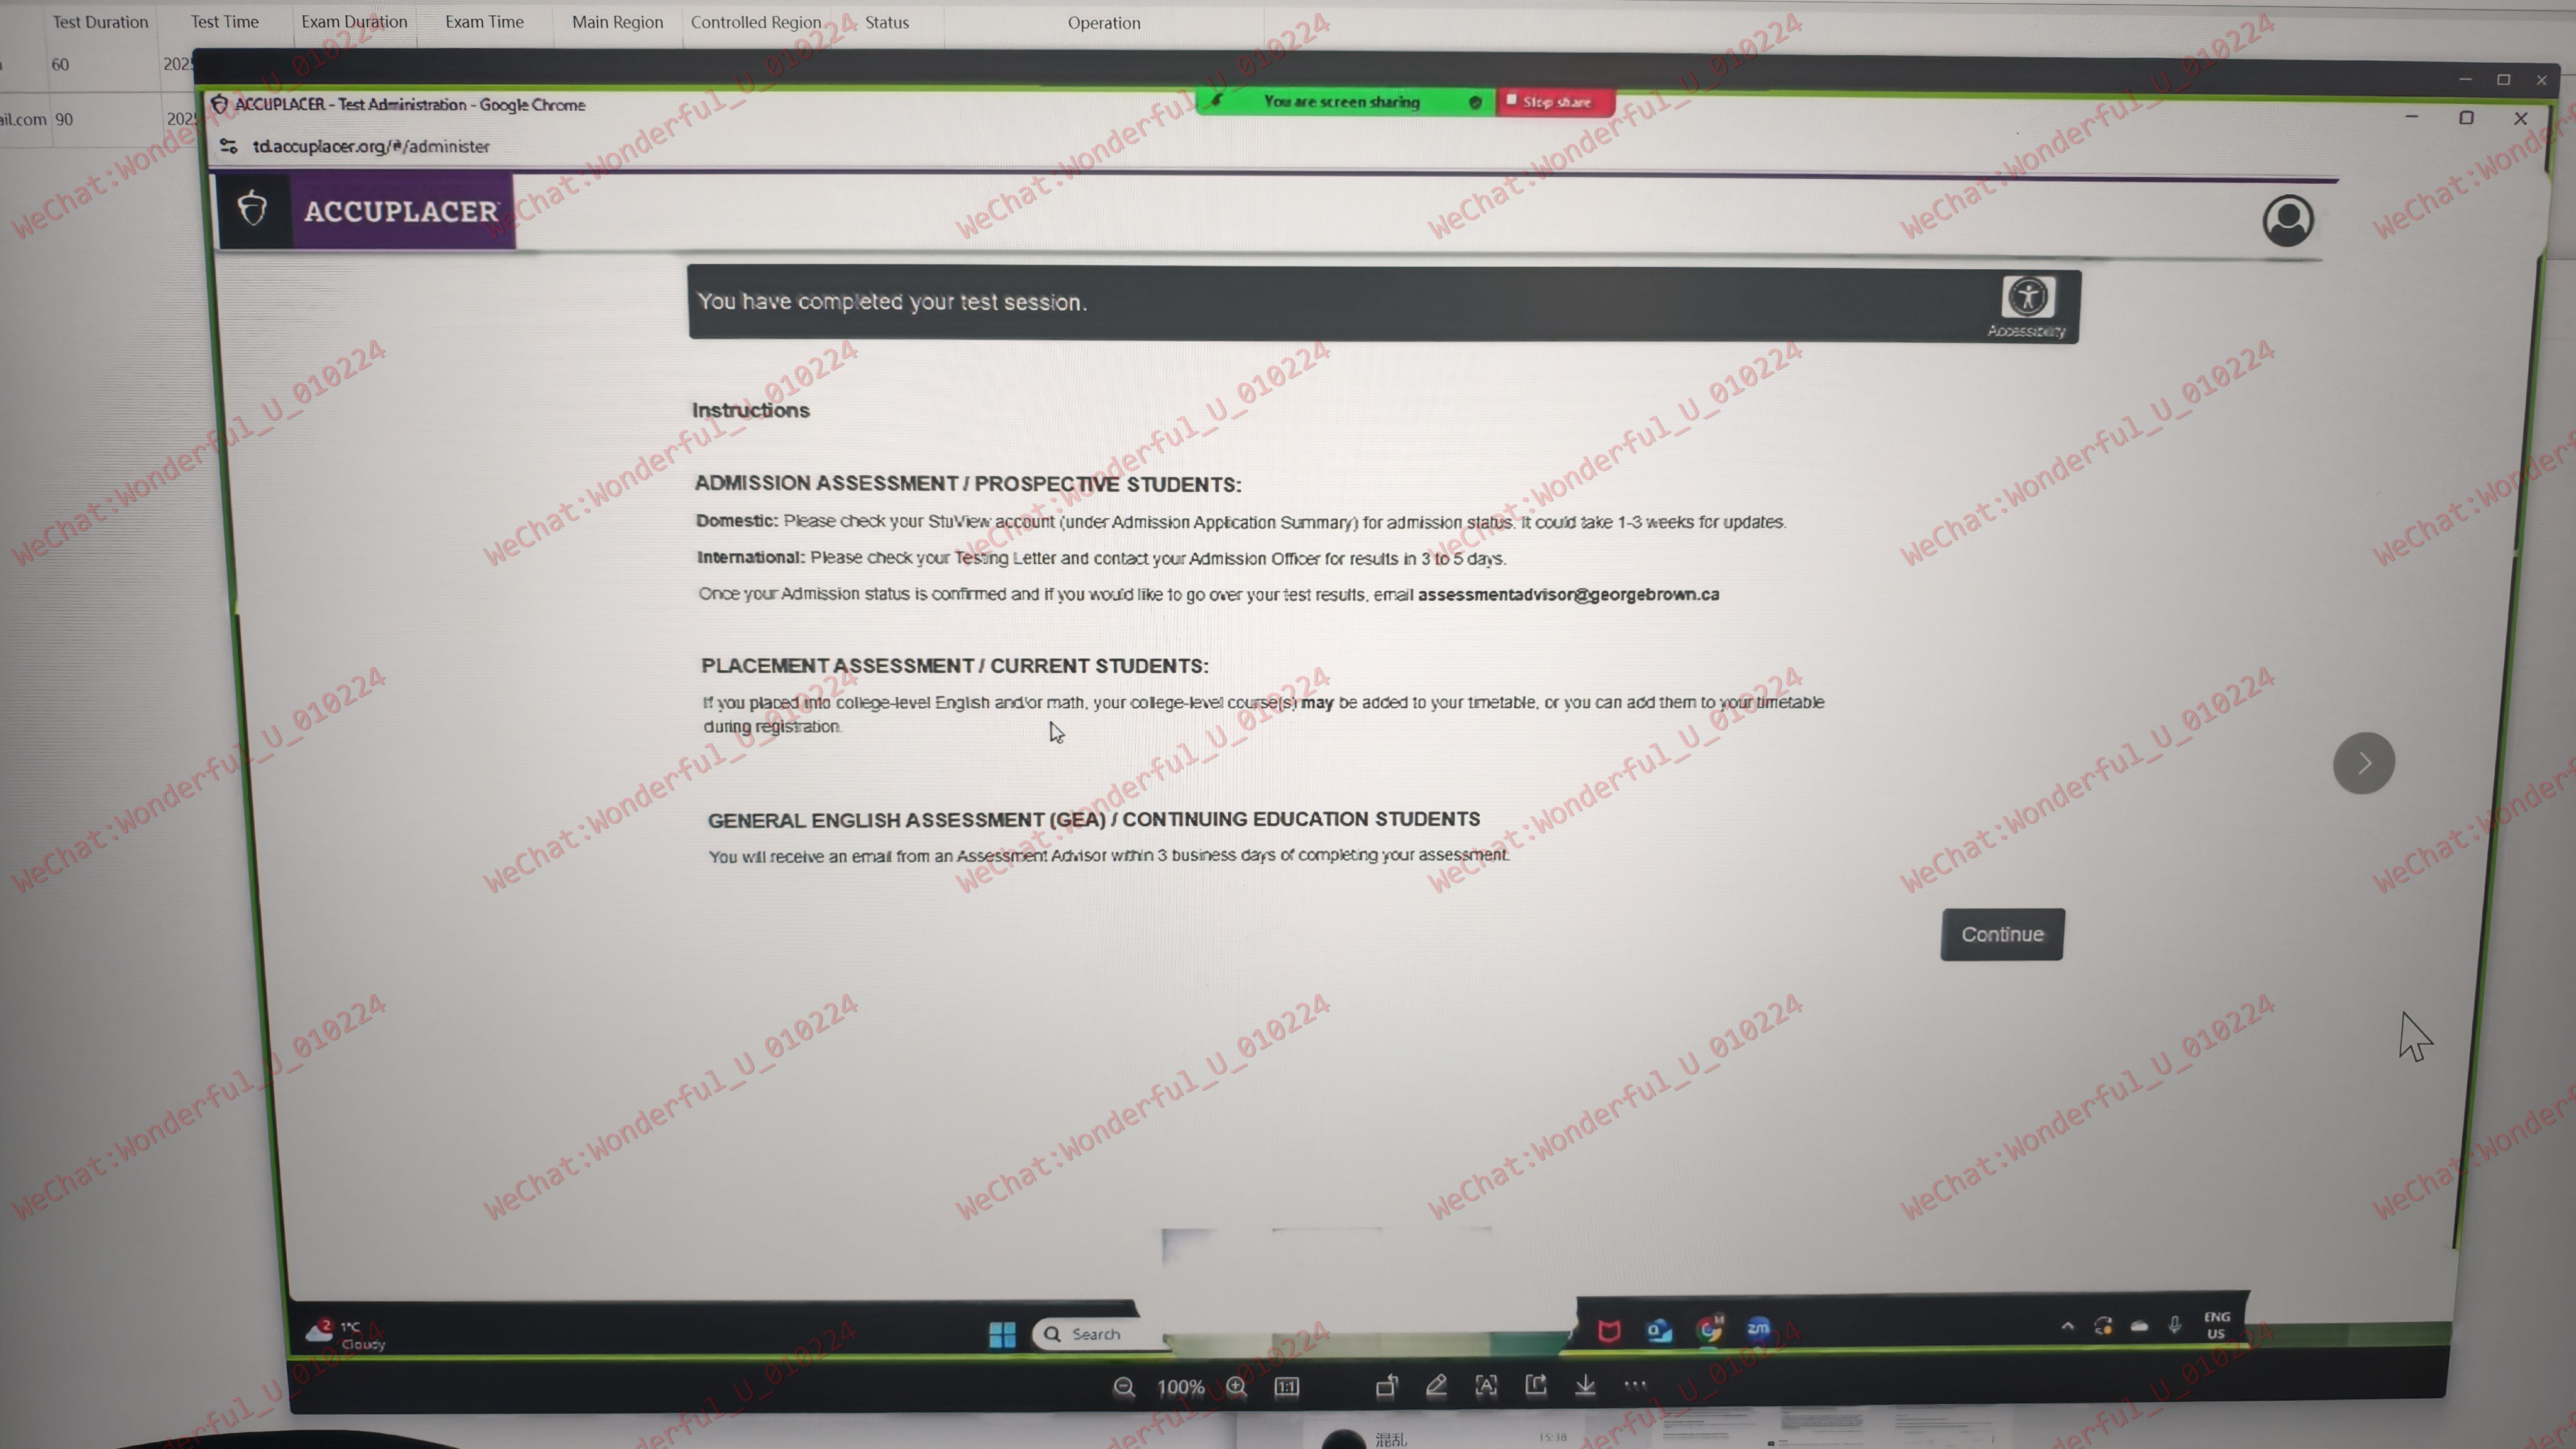 Test Duration Test Time Exam Duration Exam Time Main Region Controlled Region Status Operation
60 202
ail.com 90 202
ACCUPLACER - Test Administration - Google Chrome
You are screen sharing Stop share
td.accuplacer.org/#/administer
ACCUPLACER
You have completed your test session.
Accessibility
Instructions
ADMISSION ASSESSMENT / PROSPECTIVE STUDENTS:
Domestic: Please check your StuView account (under Admission Application Summary) for admission status. It could take 1-3 weeks for updates.
International: Please check your Testing Letter and contact your Admission Officer for results in 3 to 5 days.
Once your Admission status is confirmed and if you would like to go over your test results, email assessmentadvisor@georgebrown.ca
PLACEMENT ASSESSMENT / CURRENT STUDENTS:
If you placed into college-level English and/or math, your college-level course(s) may be added to your timetable, or you can add them to your timetable
during registration.
GENERAL ENGLISH ASSESSMENT (GEA) / CONTINUING EDUCATION STUDENTS
You will receive an email from an Assessment Advisor within 3 business days of completing your assessment.
Continue
2 1°C
Cloudy
Search
zm
ENG
US
100% 1:1
混乱 15:38
WeChat:Wonderful_U_010224